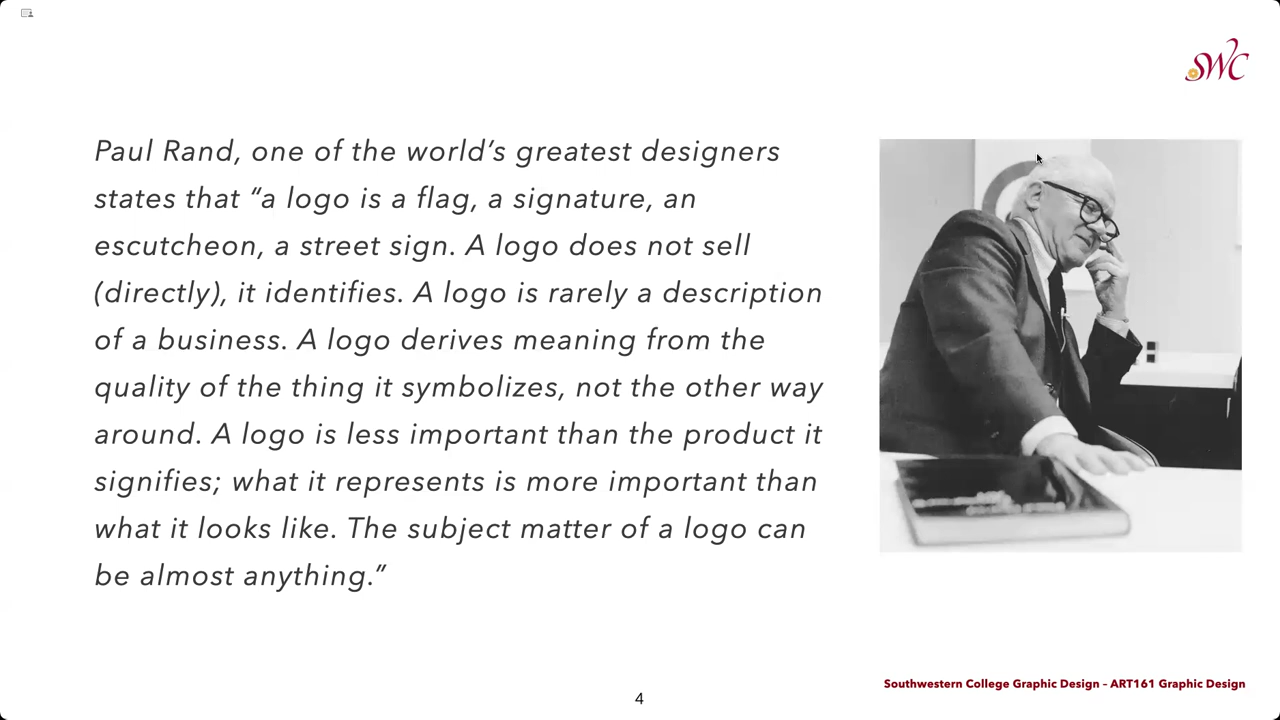 SWC
Paul Rand, one of the world’s greatest designers
states that “a logo is a flag, a signature, an
escutcheon, a street sign. A logo does not sell
(directly), it identifies. A logo is rarely a description
of a business. A logo derives meaning from the
quality of the thing it symbolizes, not the other way
around. A logo is less important than the product it
signifies; what it represents is more important than
what it looks like. The subject matter of a logo can
be almost anything.”
Southwestern College Graphic Design – ART161 Graphic Design
4